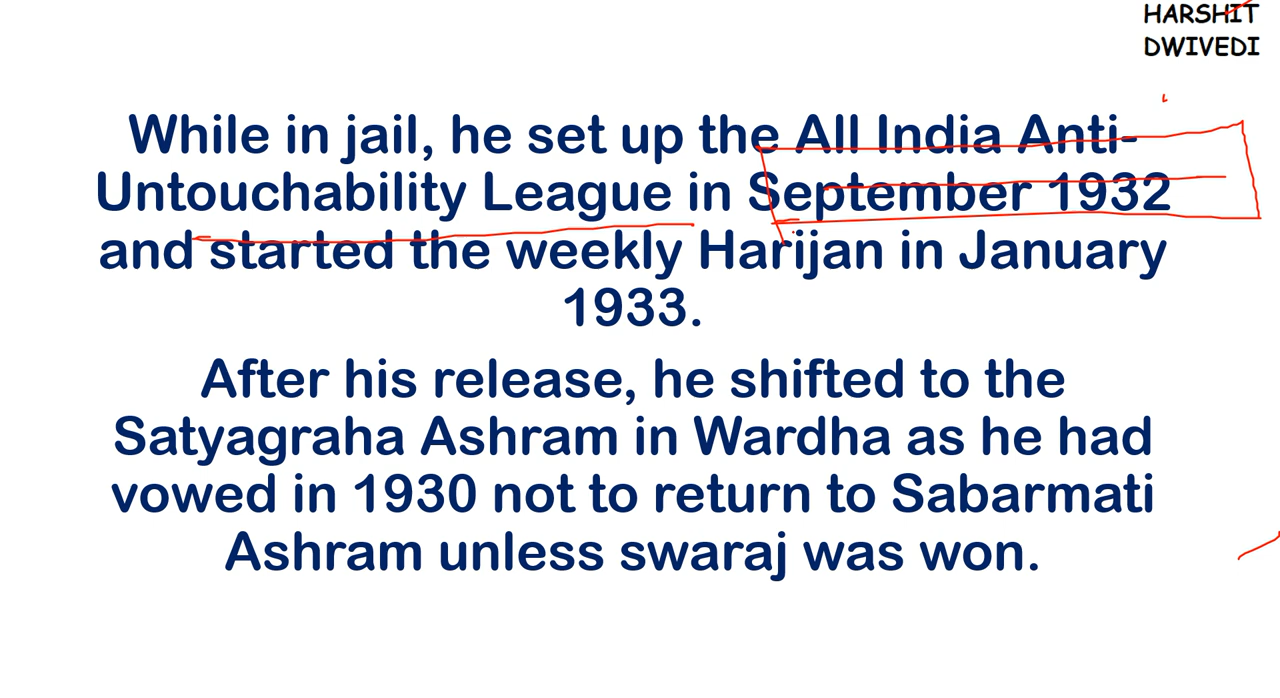 HARSHIT
DWIVEDI
While in jail, he set up the All India Anti-
Untouchability League in September 1932
and started the weekly Harijan in January
1933.
After his release, he shifted to the
Satyagraha Ashram in Wardha as he had
vowed in 1930 not to return to Sabarmati
Ashram unless swaraj was won.